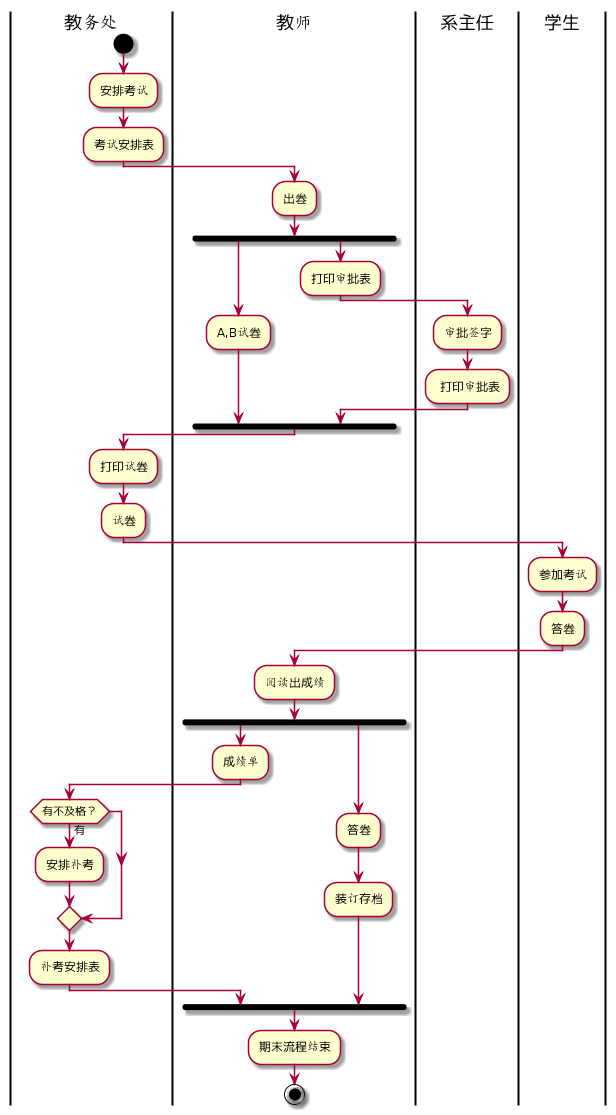 教务处
教师
系主任
学生
安排考试
考试安排表
出卷
打印审批表
A,B试卷
审批签字
打印审批表
打印试卷
试卷
参加考试
答卷
阅读出成绩
成绩单
有不及格？
有
安排补考
答卷
装订存档
补考安排表
期末流程结束